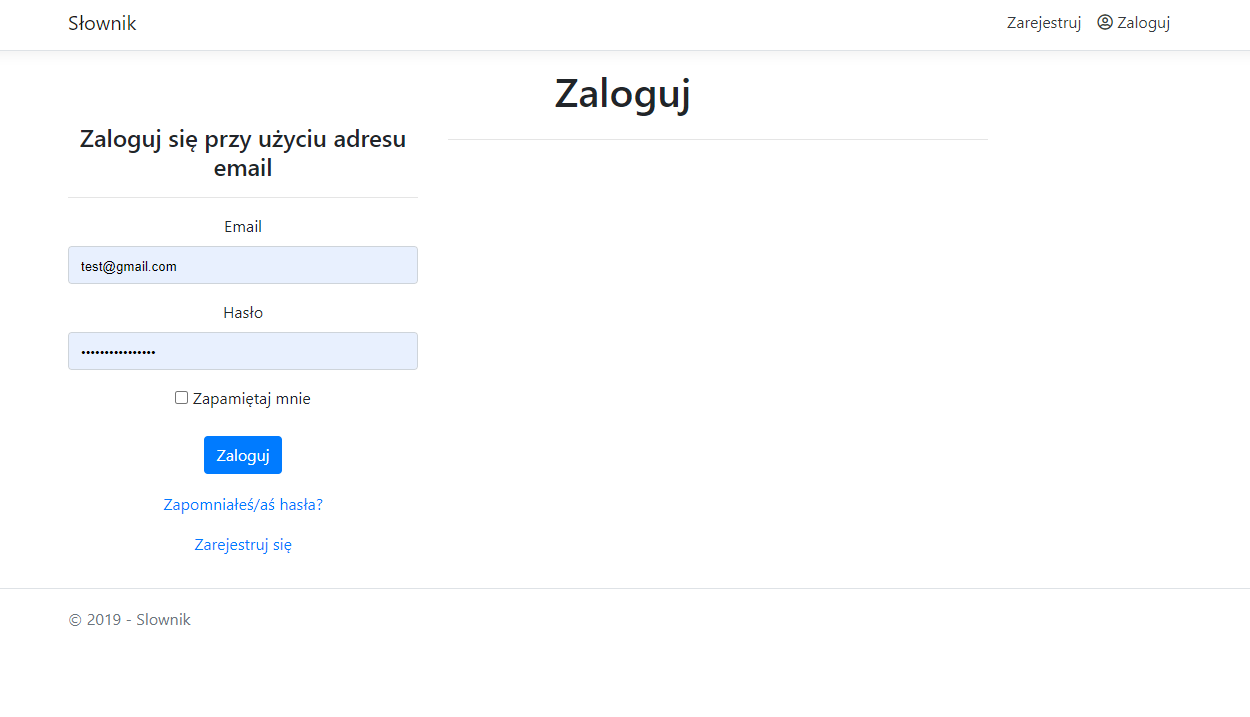 Słownik
Zarejestruj
Zaloguj
Zaloguj
Zaloguj się przy użyciu adresu
email
Email
test@gmail.com
Hasło
••••••••••••••••
Zapamiętaj mnie
Zaloguj
Zapomniałeś/aś hasła?
Zarejestruj się
© 2019 - Slownik